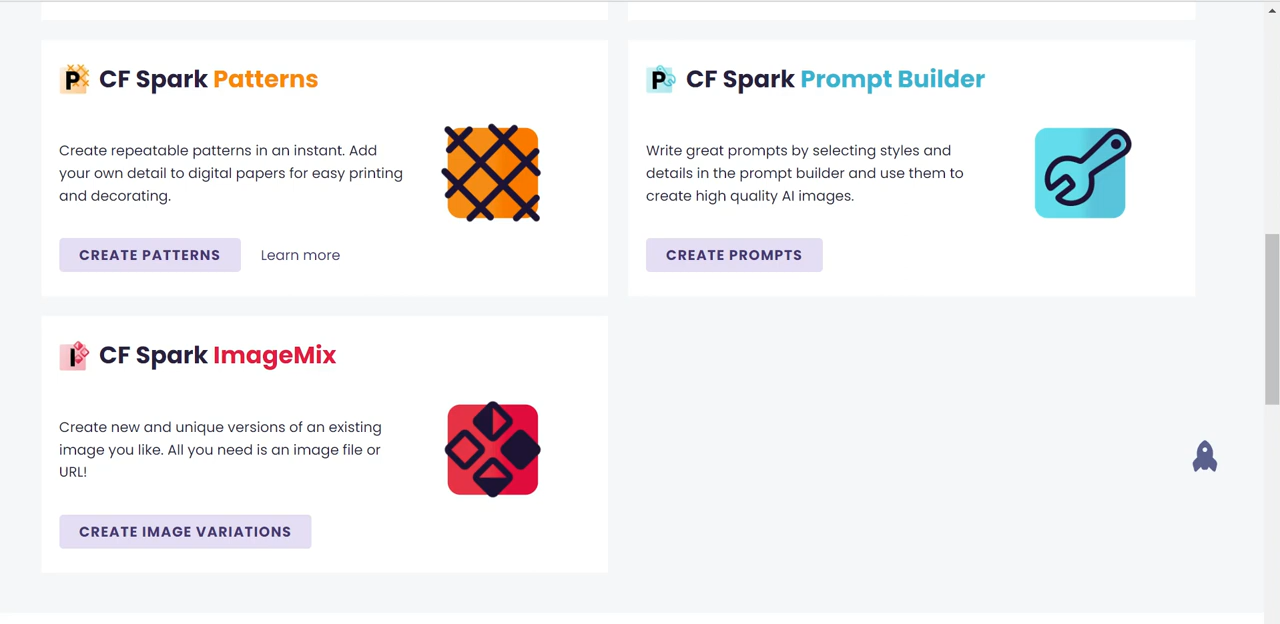 P CF Spark Patterns
Create repeatable patterns in an instant. Add
your own detail to digital papers for easy printing
and decorating.
CREATE PATTERNS Learn more
P CF Spark Prompt Builder
Write great prompts by selecting styles and
details in the prompt builder and use them to
create high quality AI images.
CREATE PROMPTS
I CF Spark ImageMix
Create new and unique versions of an existing
image you like. All you need is an image file or
URL!
CREATE IMAGE VARIATIONS